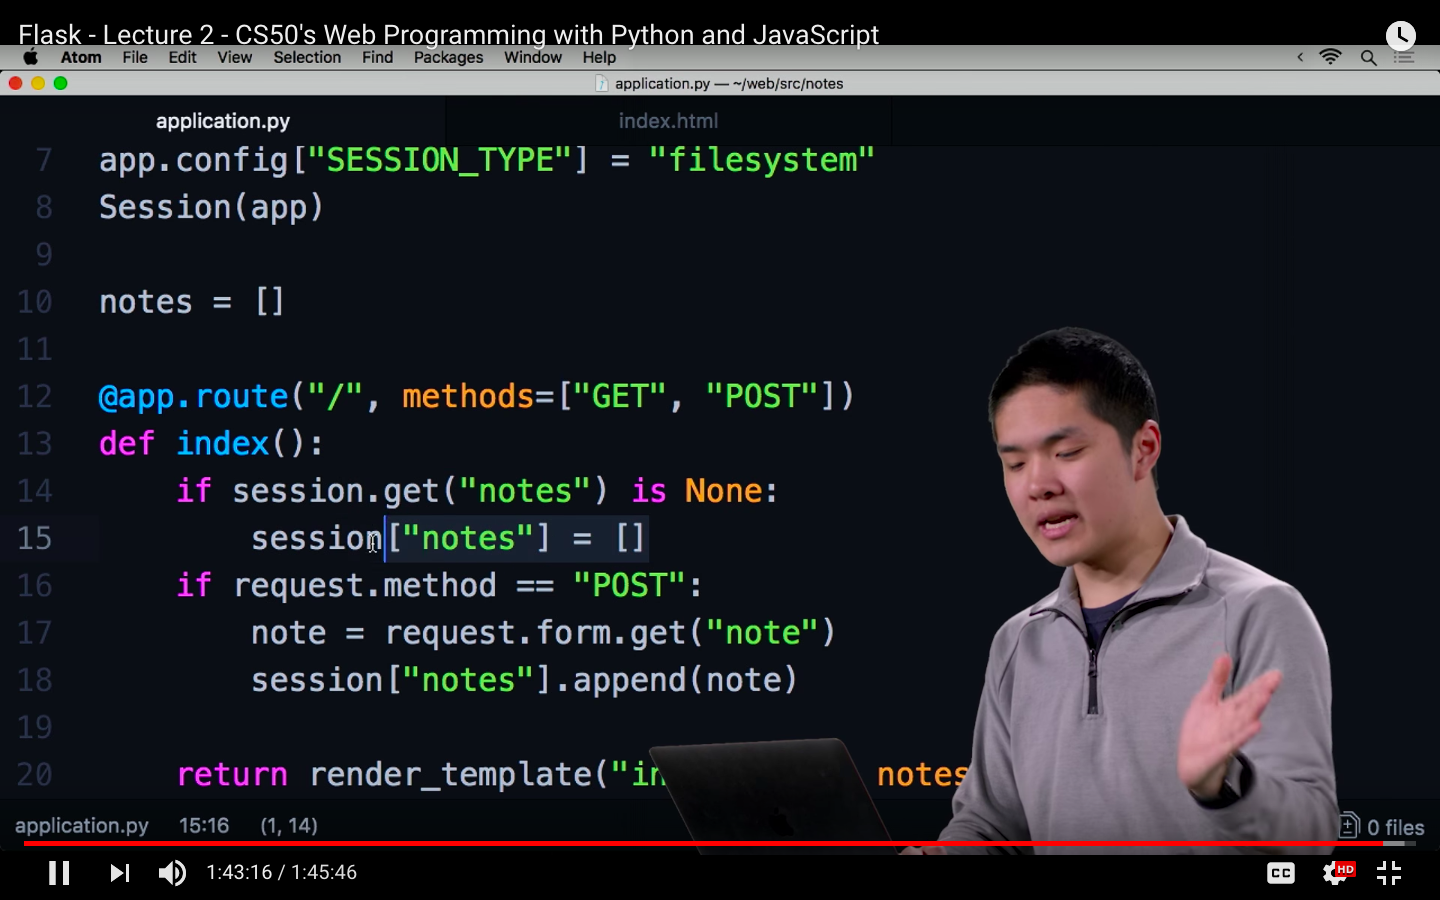 Flask - Lecture 2 - CS50's Web Programming with Python and JavaScript
Atom File Edit View Selection Find Packages Window Help
application.py — ~/web/src/notes
application.py index.html
7 app.config["SESSION_TYPE"] = "filesystem"
8 Session(app)
9
10 notes = []
11
12 @app.route("/", methods=["GET", "POST"])
13 def index():
14 if session.get("notes") is None:
15 session["notes"] = []
16 if request.method == "POST":
17 note = request.form.get("note")
18 session["notes"].append(note)
19
20 return render_template("in notes
application.py 15:16 (1, 14) 0 files
1:43:16 / 1:45:46 CC HD